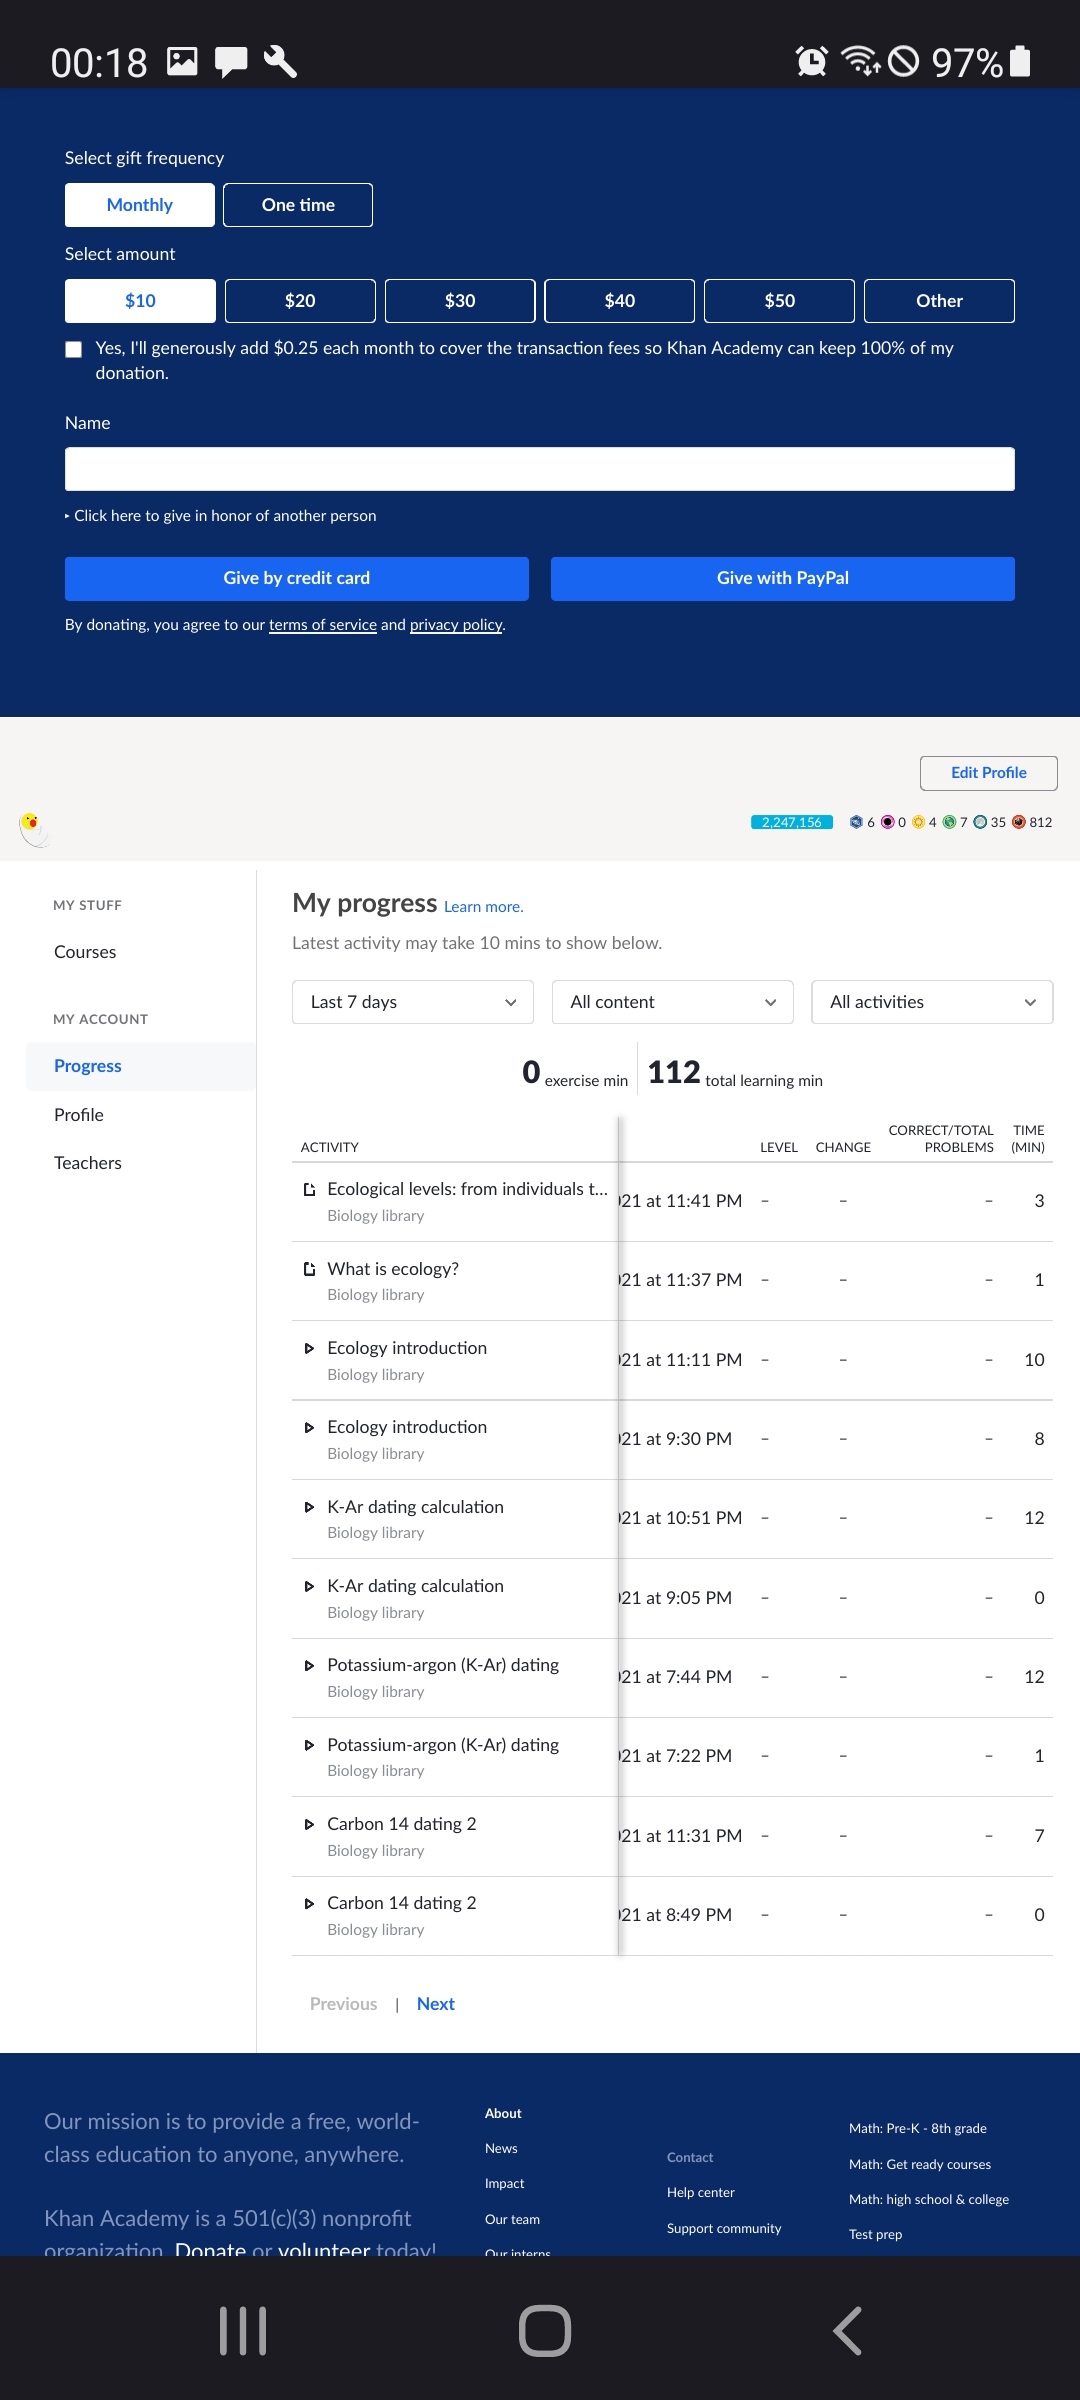 00:18
97%
Select gift frequency
Monthly
One time
Select amount
$10
$20
$30
$40
$50
Other
Yes, I'll generously add $0.25 each month to cover the transaction fees so Khan Academy can keep 100% of my
donation.
Name
Click here to give in honor of another person
Give by credit card
Give with PayPal
By donating, you agree to our terms of service and privacy policy.
Edit Profile
2,247,156 6 0 4 7 35 812
MY STUFF
Courses
MY ACCOUNT
Progress
Profile
Teachers
My progress Learn more.
Latest activity may take 10 mins to show below.
Last 7 days
All content
All activities
0 exercise min
112 total learning min
ACTIVITY LEVEL CHANGE CORRECT/TOTAL PROBLEMS TIME (MIN)
Ecological levels: from individuals t... 21 at 11:41 PM – – – 3
Biology library
What is ecology? 21 at 11:37 PM – – – 1
Biology library
Ecology introduction 21 at 11:11 PM – – – 10
Biology library
Ecology introduction 21 at 9:30 PM – – – 8
Biology library
K-Ar dating calculation 21 at 10:51 PM – – – 12
Biology library
K-Ar dating calculation 21 at 9:05 PM – – – 0
Biology library
Potassium-argon (K-Ar) dating 21 at 7:44 PM – – – 12
Biology library
Potassium-argon (K-Ar) dating 21 at 7:22 PM – – – 1
Biology library
Carbon 14 dating 2 21 at 11:31 PM – – – 7
Biology library
Carbon 14 dating 2 21 at 8:49 PM – – – 0
Biology library
Previous | Next
Our mission is to provide a free, world-
class education to anyone, anywhere.
Khan Academy is a 501(c)(3) nonprofit
organization. Donate or volunteer today!
About
News
Impact
Our team
Our interns
Contact
Help center
Support community
Math: Pre-K - 8th grade
Math: Get ready courses
Math: high school & college
Test prep